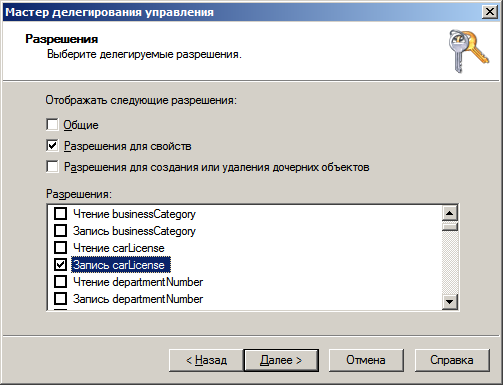 Мастер делегирования управления
Разрешения
Выберите делегируемые разрешения.
Отображать следующие разрешения:
Общие
Разрешения для свойств
Разрешения для создания или удаления дочерних объектов
Разрешения:
Чтение businessCategory
Запись businessCategory
Чтение carLicense
Запись carLicense
Чтение departmentNumber
Запись departmentNumber
< Назад
Далее >
Отмена
Справка